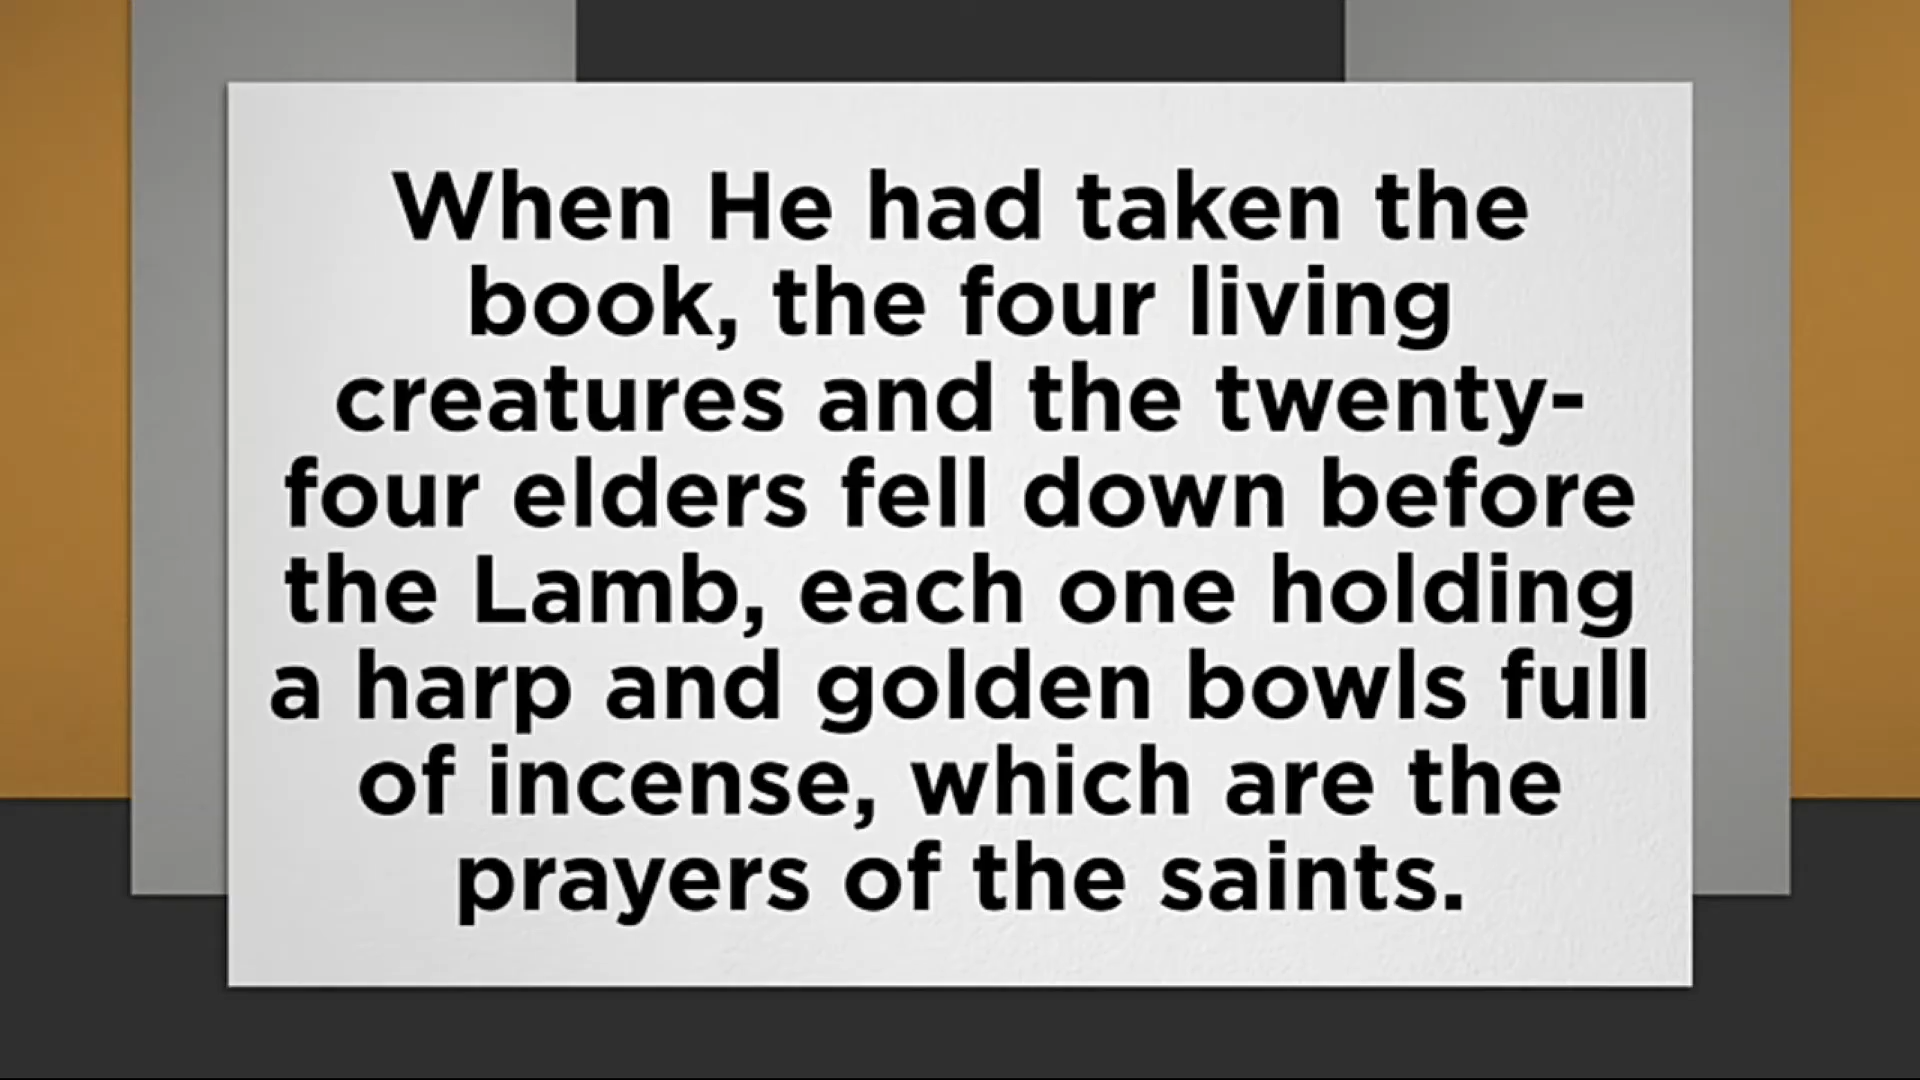 When He had taken the
book, the four living
creatures and the twenty-
four elders fell down before
the Lamb, each one holding
a harp and golden bowls full
of incense, which are the
prayers of the saints.